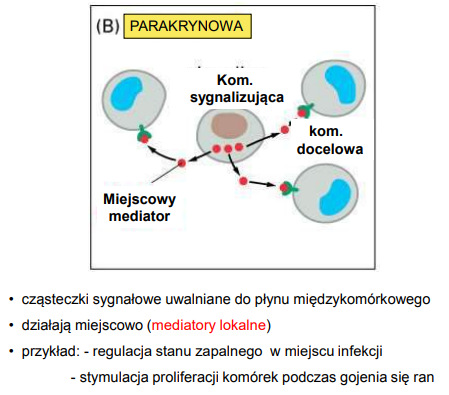 (B) PARAKRYNOWA
Kom.
sygnalizująca
kom.
docelowa
Miejscowy
mediator
• cząsteczki sygnałowe uwalniane do płynu międzykomórkowego
• działają miejscowo (mediatory lokalne)
• przykład: - regulacja stanu zapalnego w miejscu infekcji
- stymulacja proliferacji komórek podczas gojenia się ran